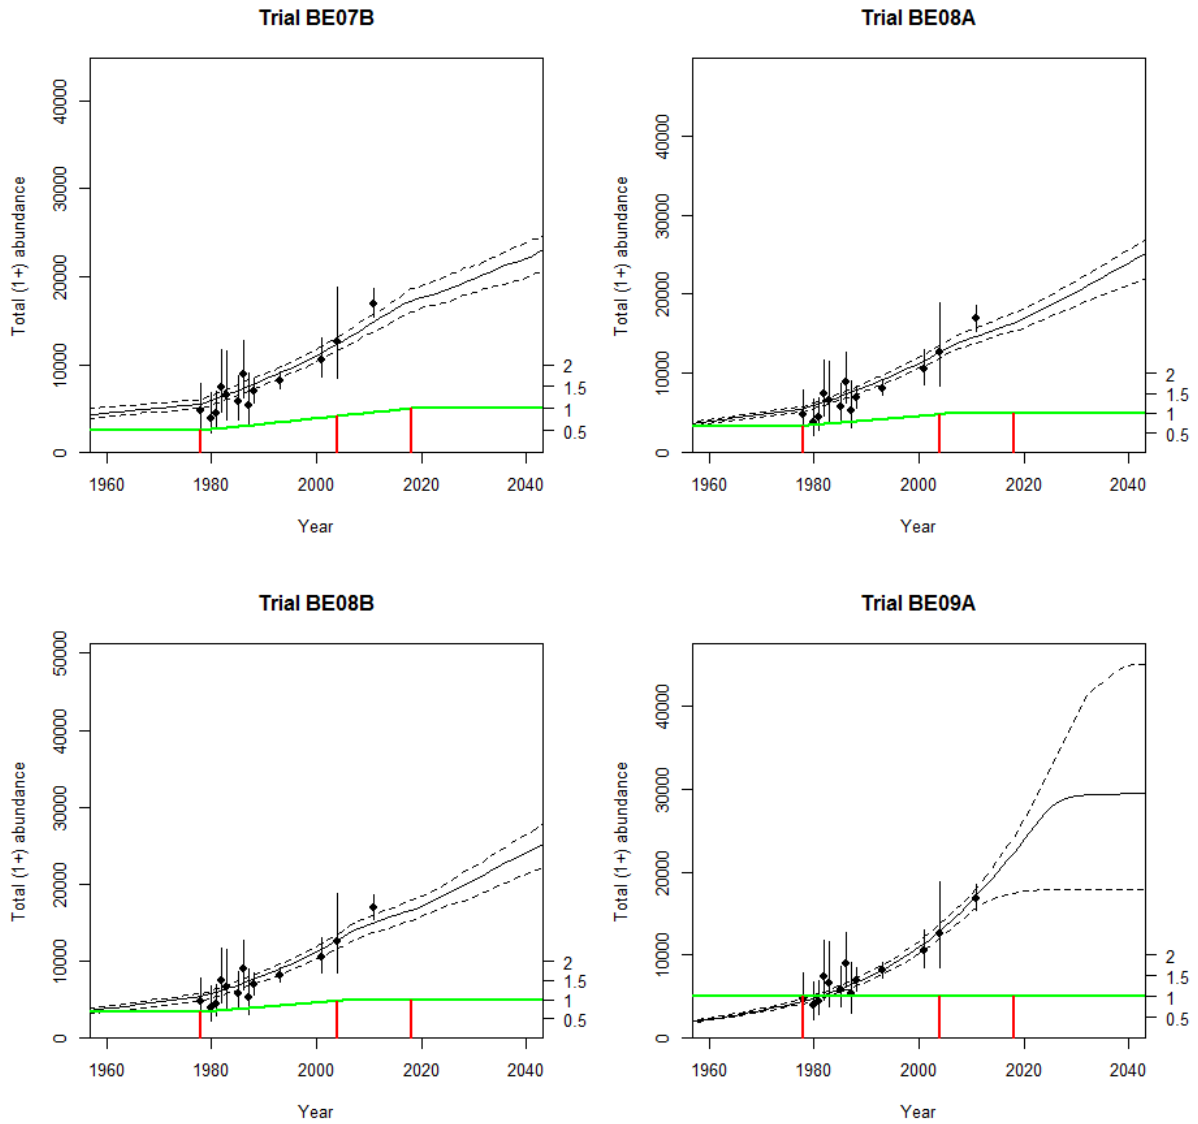 Trial BE07B
Total (1+) abundance
0 10000 20000 30000 40000
0.5 1 1.5 2
1960 1980 2000 2020 2040
Year
Trial BE08A
Total (1+) abundance
0 10000 20000 30000 40000
0.5 1 1.5 2
1960 1980 2000 2020 2040
Year
Trial BE08B
Total (1+) abundance
0 10000 20000 30000 40000 50000
0.5 1 1.5 2
1960 1980 2000 2020 2040
Year
Trial BE09A
Total (1+) abundance
0 10000 20000 30000 40000
0.5 1 1.5 2
1960 1980 2000 2020 2040
Year